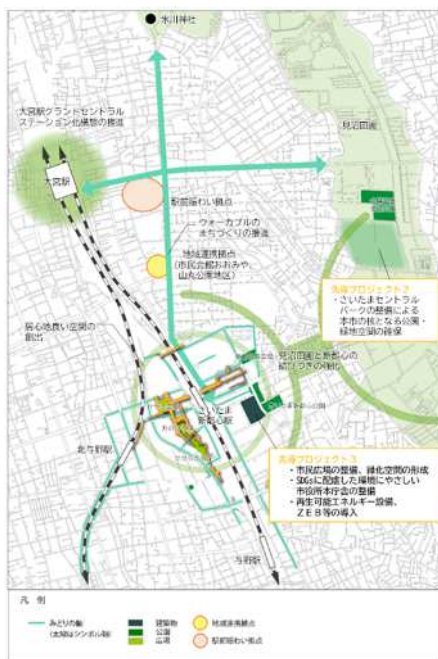 氷川神社
大宮駅グランドセントラル
ステーション化構想の推進
見沼田圃
大宮駅
駅前賑わい拠点
ウォーカブルの
まちづくりの推進
地域連携拠点
(市民会館おおみや、
山丸公園地区)
先導プロジェクト2
・さいたまセントラル
パークの整備による
本市の核となる公園・
緑地空間の確保
居心地良い空間の
創出
見沼田圃と新都心の
結びつきの強化
さいたま
新都心駅
北与野駅
先導プロジェクト3
・市民広場の整備、緑化空間の形成
・SDGsに配慮した環境にやさしい
市役所本庁舎の整備
・再生可能エネルギー設備、
ZEB等の導入
与野駅
凡 例
みどりの軸
(太線はシンボル軸)
建築物
公園
広場
地域連携拠点
駅前賑わい拠点